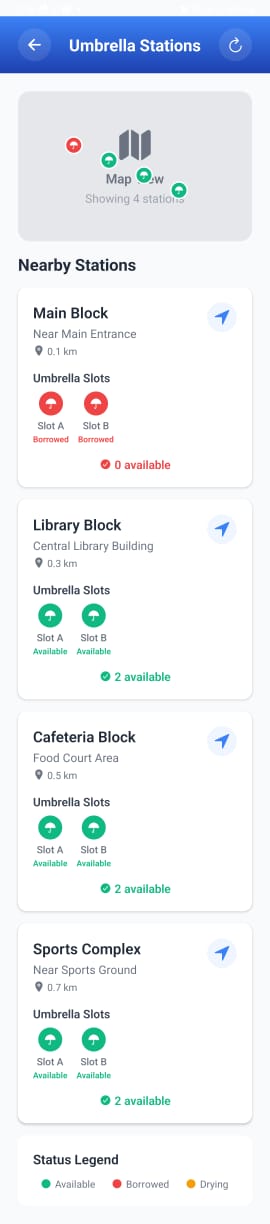 Umbrella Stations
Map View
Showing 4 stations
Nearby Stations
Main Block
Near Main Entrance
0.1 km
Umbrella Slots
Slot A Slot B
Borrowed Borrowed
0 available
Library Block
Central Library Building
0.3 km
Umbrella Slots
Slot A Slot B
Available Available
2 available
Cafeteria Block
Food Court Area
0.5 km
Umbrella Slots
Slot A Slot B
Available Available
2 available
Sports Complex
Near Sports Ground
0.7 km
Umbrella Slots
Slot A Slot B
Available Available
2 available
Status Legend
Available Borrowed Drying